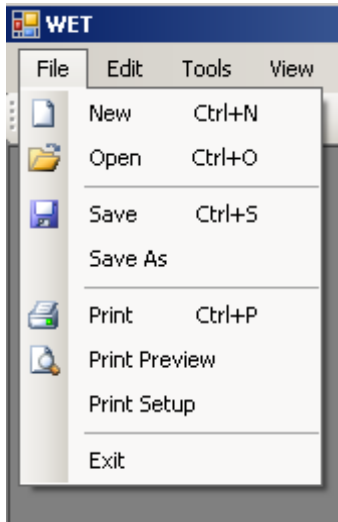 WET
File Edit Tools View
New Ctrl+N
Open Ctrl+O
Save Ctrl+S
Save As
Print Ctrl+P
Print Preview
Print Setup
Exit